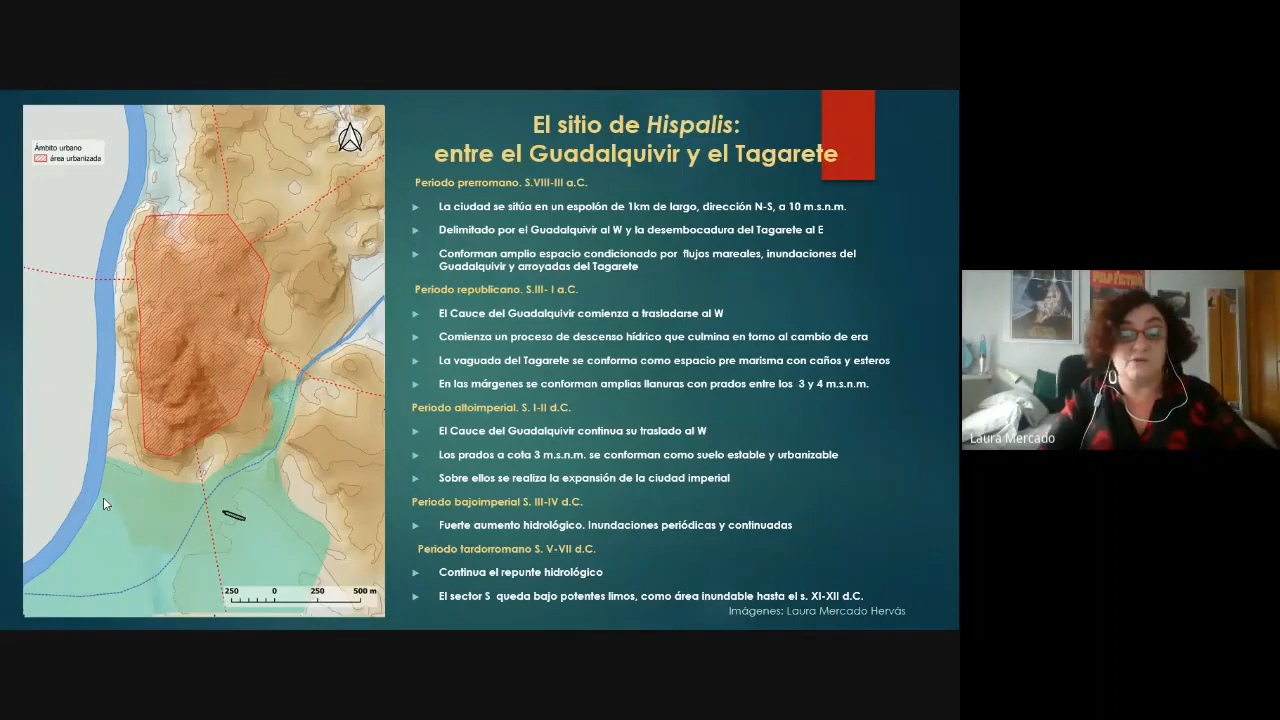 Ámbito urbano
área urbanizada
250 0 250 500 m
El sitio de Hispalis:
entre el Guadalquivir y el Tagarete
Periodo prerromano. S.VIII-III a.C.
La ciudad se sitúa en un espolón de 1km de largo, dirección N-S, a 10 m.s.n.m.
Delimitado por el Guadalquivir al W y la desembocadura del Tagarete al E
Conforman amplio espacio condicionado por flujos mareales, inundaciones del
Guadalquivir y arroyadas del Tagarete
Periodo republicano. S.III- I a.C.
El Cauce del Guadalquivir comienza a trasladarse al W
Comienza un proceso de descenso hídrico que culmina en torno al cambio de era
La vaguada del Tagarete se conforma como espacio pre marisma con caños y esteros
En las márgenes se conforman amplias llanuras con prados entre los 3 y 4 m.s.n.m.
Periodo altoimperial. S. I-II d.C.
El Cauce del Guadalquivir continua su traslado al W
Los prados a cota 3 m.s.n.m. se conforman como suelo estable y urbanizable
Sobre ellos se realiza la expansión de la ciudad imperial
Periodo bajoimperial S. III-IV d.C.
Fuerte aumento hidrológico. Inundaciones periódicas y continuadas
Periodo tardorromano S. V-VII d.C.
Continua el repunte hidrológico
El sector S queda bajo potentes limos, como área inundable hasta el s. XI-XII d.C.
Imágenes: Laura Mercado Hervás
PULP FICTION
Laura Mercado